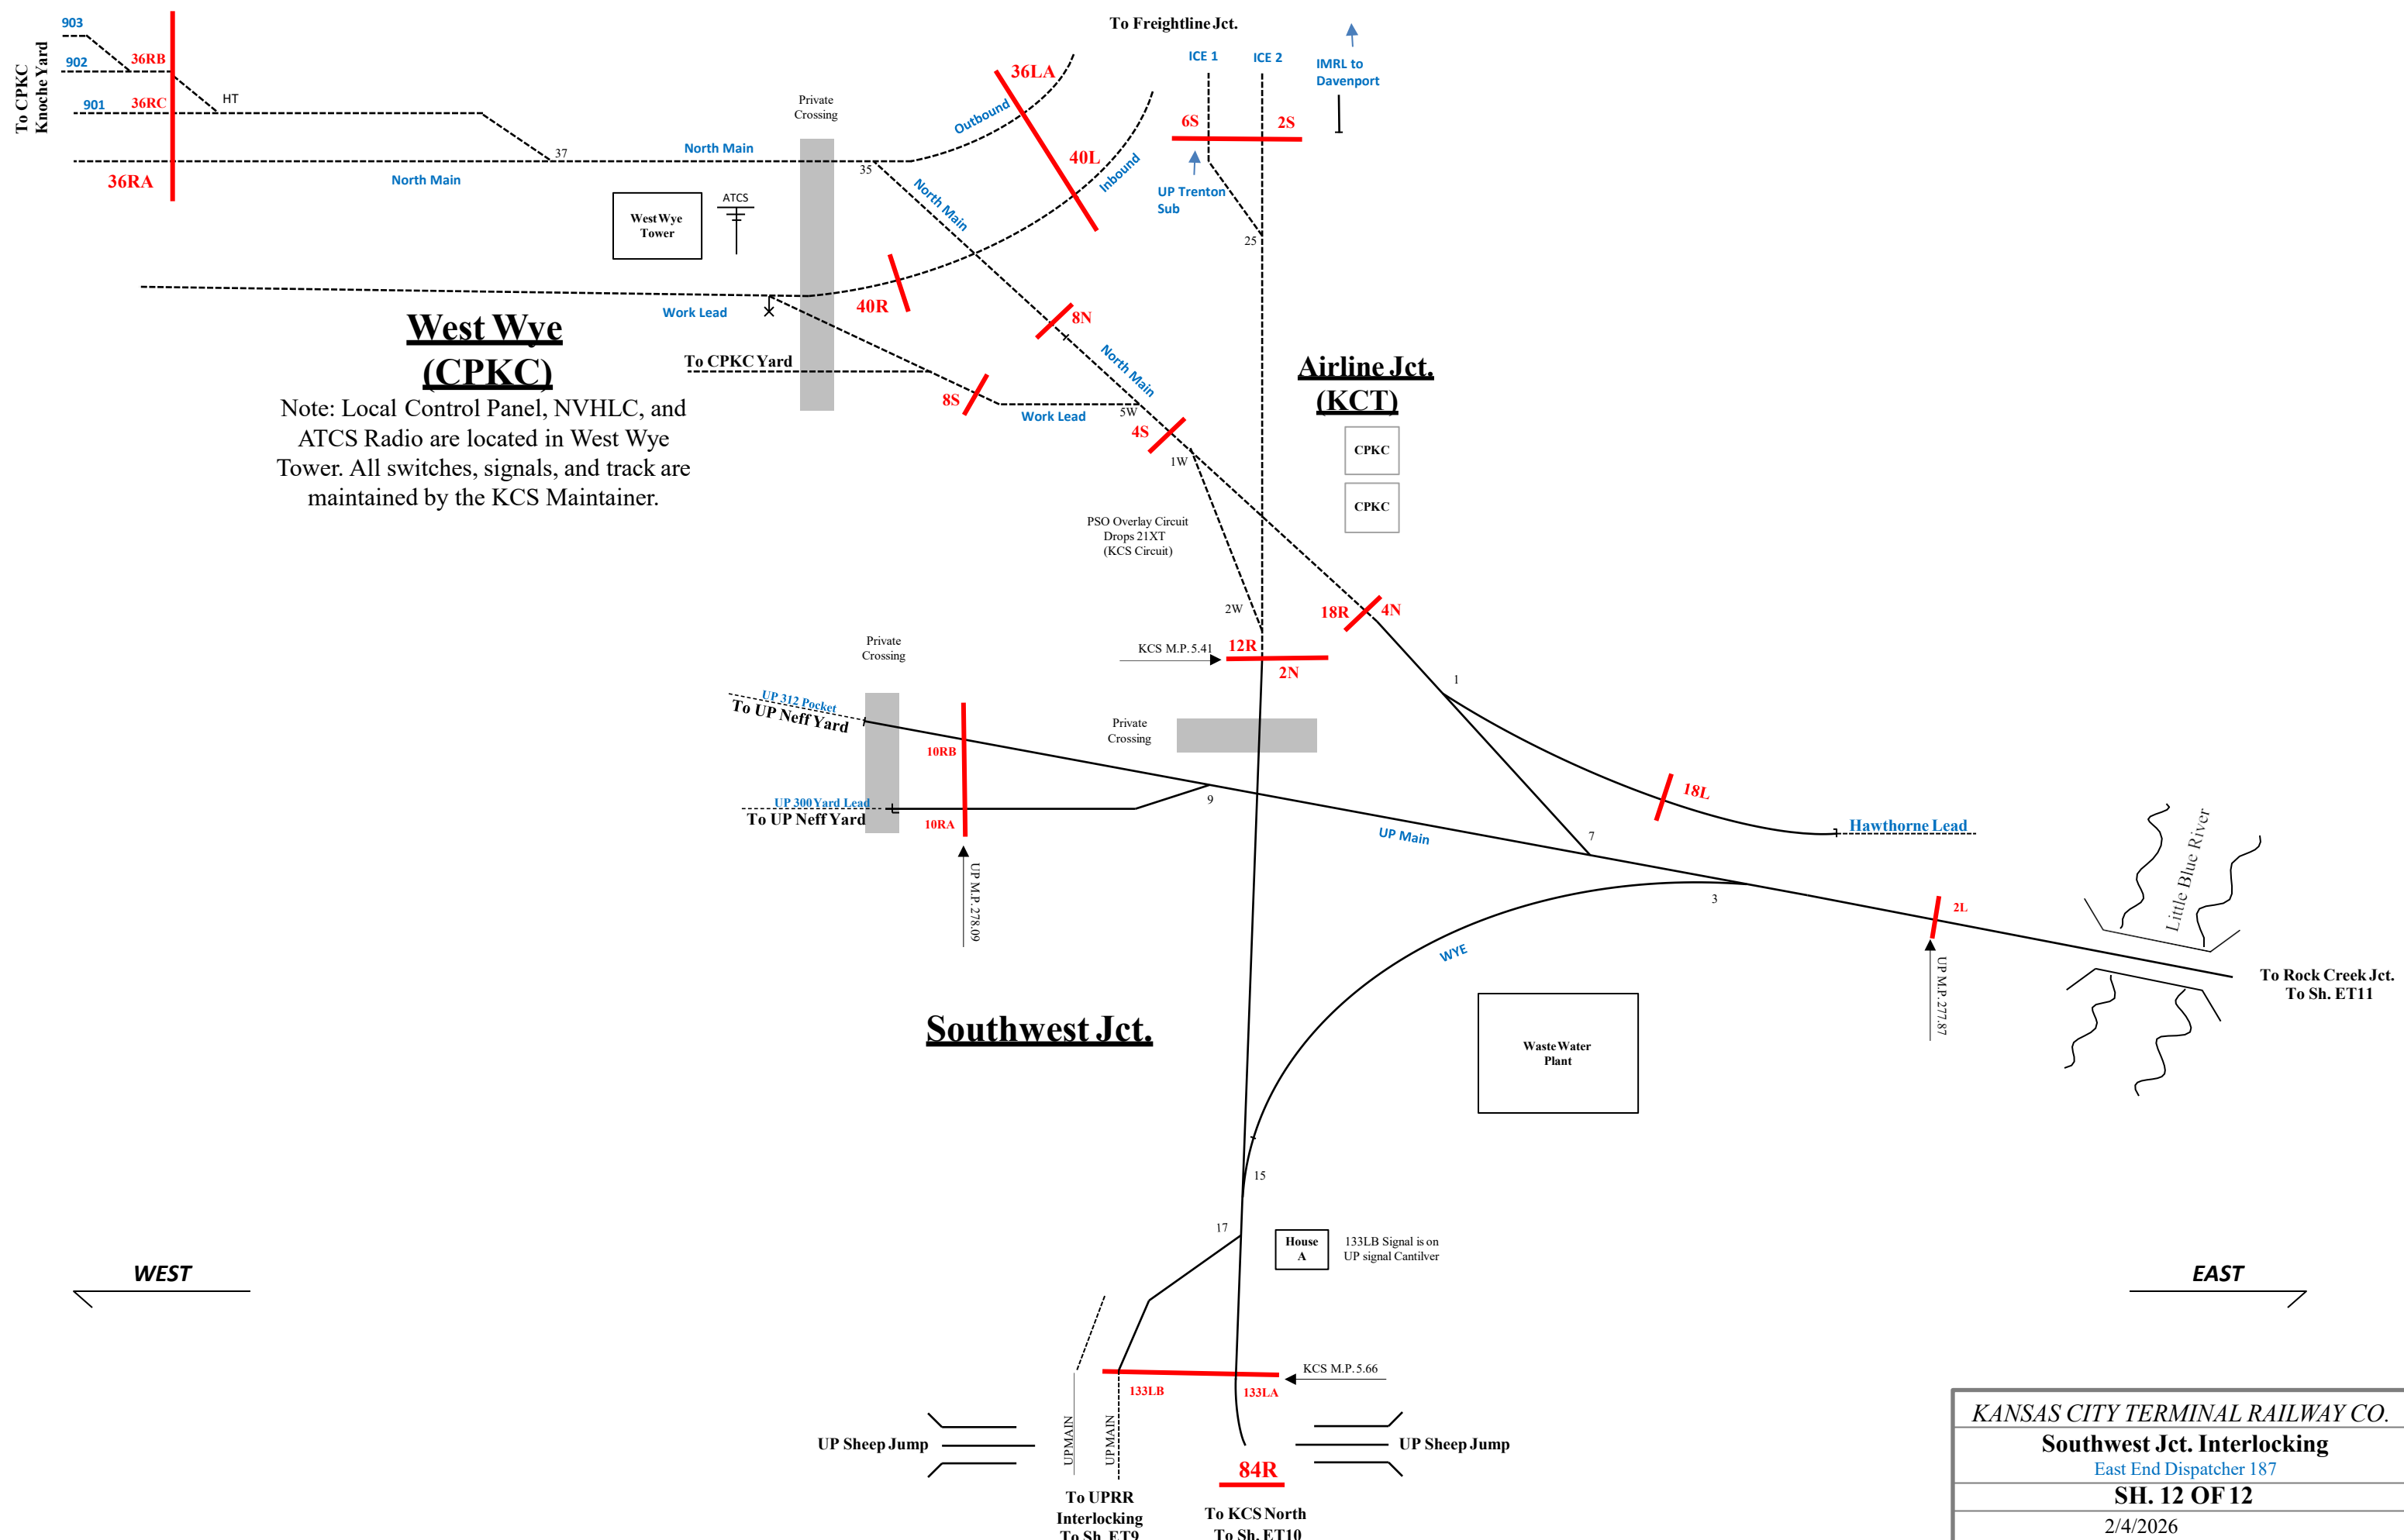 To Freightline Jct.
903
902
901
To CPKC
Knoche Yard
36RB
36RC
36RA
HT
37
North Main
North Main
Private
Crossing
35
Outbound
36LA
40L
Inbound
North Main
ICE 1
ICE 2
6S
2S
IMRL to
Davenport
UP Trenton
Sub
25
West Wye
Tower
ATCS
40R
Work Lead
West Wye
(CPKC)
Note: Local Control Panel, NVHLC, and
ATCS Radio are located in West Wye
Tower. All switches, signals, and track are
maintained by the KCS Maintainer.
To CPKC Yard
8N
North Main
8S
Work Lead
5W
4S
1W
Airline Jct.
(KCT)
CPKC
CPKC
PSO Overlay Circuit
Drops 21XT
(KCS Circuit)
2W
18R
4N
KCS M.P. 5.41
12R
2N
Private
Crossing
UP 312 Pocket
To UP Neff Yard
10RB
Private
Crossing
1
UP 300 Yard Lead
To UP Neff Yard
10RA
9
UP Main
7
18L
Hawthorne Lead
Little Blue River
UP M.P. 278.09
3
2L
WYE
UP M.P. 277.87
To Rock Creek Jct.
To Sh. ET11
Southwest Jct.
Waste Water
Plant
15
17
House
A
133LB Signal is on
UP signal Cantilver
WEST
EAST
KCS M.P. 5.66
133LB
133LA
UP MAIN
UP MAIN
UP Sheep Jump
UP Sheep Jump
84R
To UPRR
Interlocking
To Sh. ET9
To KCS North
To Sh. ET10
KANSAS CITY TERMINAL RAILWAY CO.
Southwest Jct. Interlocking
East End Dispatcher 187
SH. 12 OF 12
2/4/2026